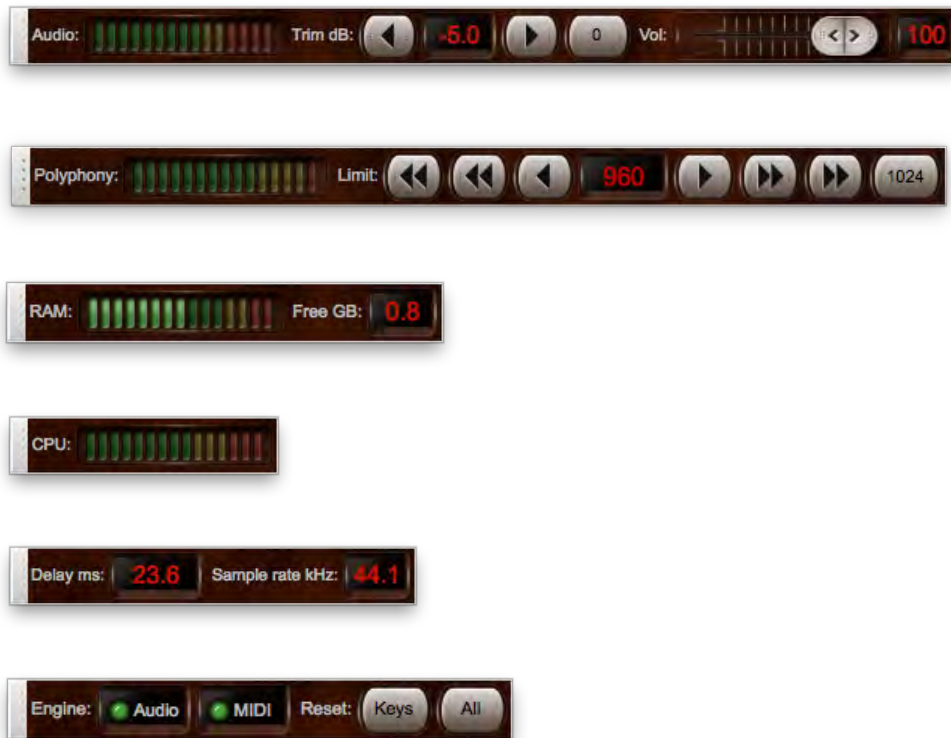 Audio: Trim dB: -5.0 0 Vol: < > 100
Polyphony: Limit: 960 1024
RAM: Free GB: 0.8
CPU:
Delay ms: 23.6 Sample rate kHz: 44.1
Engine: Audio MIDI Reset: Keys All